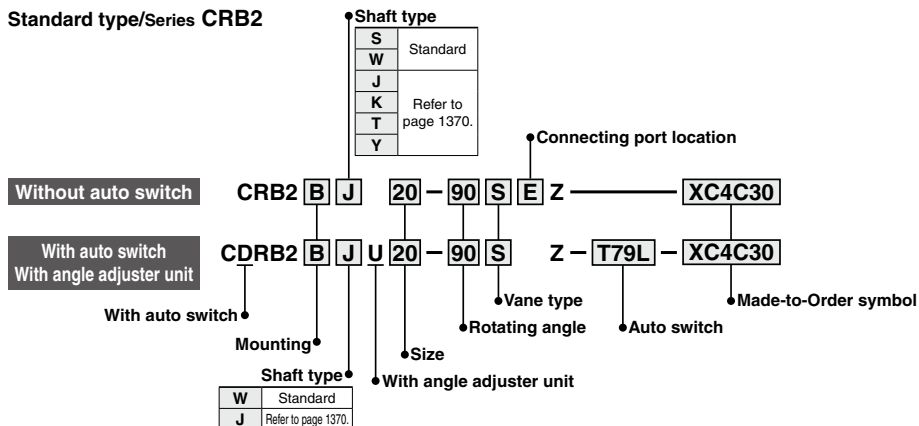 Standard type/Series CRB2
Shaft type
S Standard
W
J Refer to page 1370.
K
T
Y
Connecting port location
Without auto switch CRB2 B J 20 - 90 S E Z XC4C30
With auto switch
With angle adjuster unit
CDRB2 B J U 20 - 90 S Z - T79L - XC4C30
With auto switch
Mounting
Shaft type
W Standard
J Refer to page 1370.
With angle adjuster unit
Size
Rotating angle
Vane type
Auto switch
Made-to-Order symbol